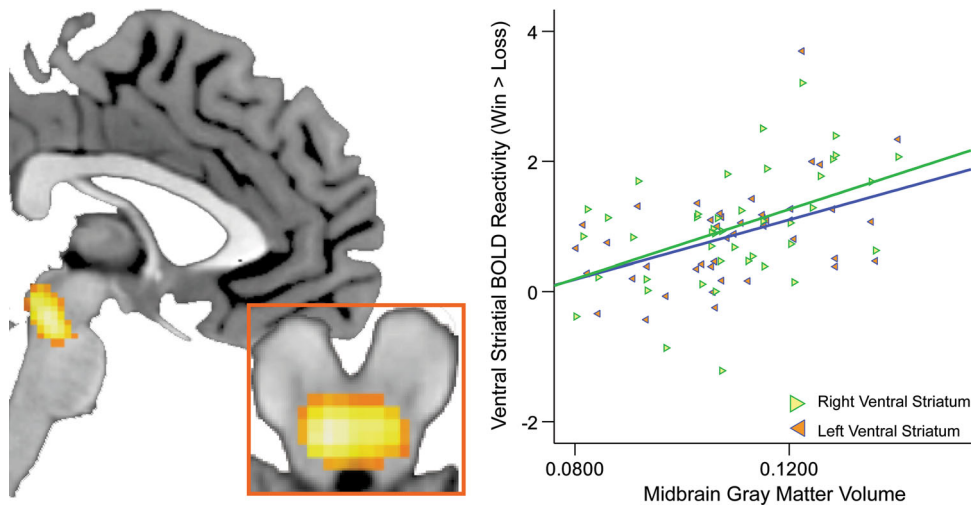 Ventral Striatial BOLD Reactivity (Win > Loss)
4
2
0
-2
Right Ventral Striatum
Left Ventral Striatum
0.0800
0.1200
Midbrain Gray Matter Volume